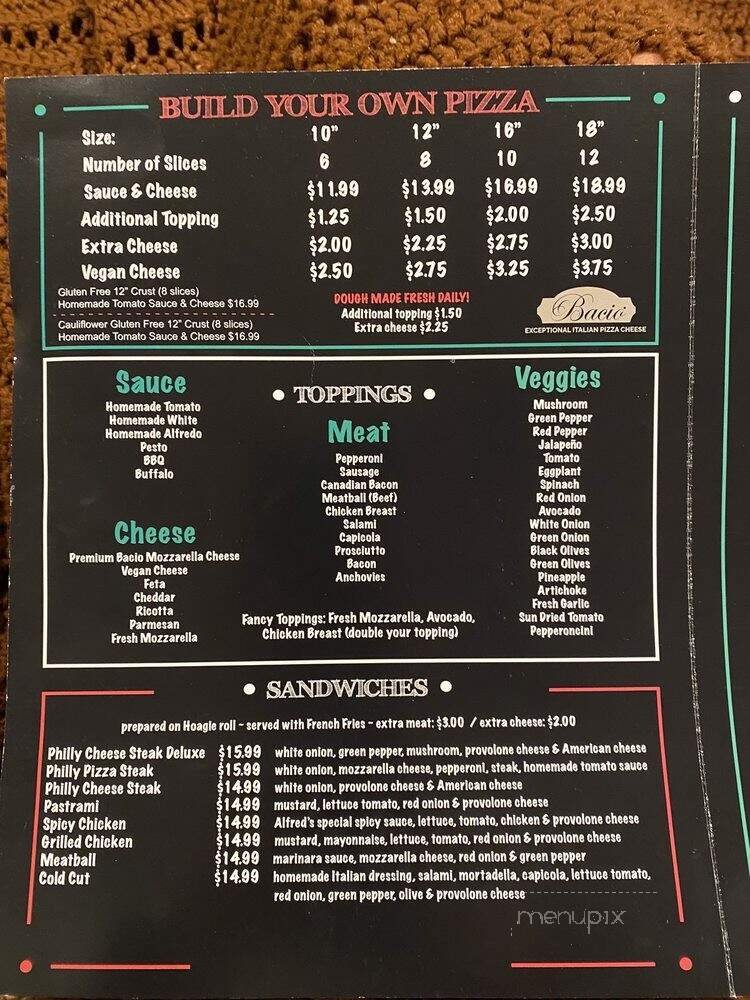 BUILD YOUR OWN PIZZA
Size: 10" 12" 16" 18"
Number of Slices 6 8 10 12
Sauce & Cheese $11.99 $13.99 $16.99 $18.99
Additional Topping $1.25 $1.50 $2.00 $2.50
Extra Cheese $2.00 $2.25 $2.75 $3.00
Vegan Cheese $2.50 $2.75 $3.25 $3.75
Gluten Free 12" Crust (8 slices)
Homemade Tomato Sauce & Cheese $16.99
Cauliflower Gluten Free 12" Crust (8 slices)
Homemade Tomato Sauce & Cheese $16.99
DOUGH MADE FRESH DAILY!
Additional topping $1.50
Extra cheese $2.25
Bacio
EXCEPTIONAL ITALIAN PIZZA CHEESE
TOPPINGS
Sauce
Homemade Tomato
Homemade White
Homemade Alfredo
Pesto
BBQ
Buffalo
Cheese
Premium Bacio Mozzarella Cheese
Vegan Cheese
Feta
Cheddar
Ricotta
Parmesan
Fresh Mozzarella
Meat
Pepperoni
Sausage
Canadian Bacon
Meatball (Beef)
Chicken Breast
Salami
Capicola
Prosciutto
Bacon
Anchovies
Fancy Toppings: Fresh Mozzarella, Avocado,
Chicken Breast (double your topping)
Veggies
Mushroom
Green Pepper
Red Pepper
Jalapeño
Tomato
Eggplant
Spinach
Red Onion
Avocado
White Onion
Green Onion
Black Olives
Green Olives
Pineapple
Artichoke
Fresh Garlic
Sun Dried Tomato
Pepperoncini
SANDWICHES
prepared on Hoagie roll ~ served with French Fries ~ extra meat: $3.00 / extra cheese: $2.00
Philly Cheese Steak Deluxe $15.99 white onion, green pepper, mushroom, provolone cheese & American cheese
Philly Pizza Steak $15.99 white onion, mozzarella cheese, pepperoni, steak, homemade tomato sauce
Philly Cheese Steak $14.99 white onion, provolone cheese & American cheese
Pastrami $14.99 mustard, lettuce tomato, red onion & provolone cheese
Spicy Chicken $14.99 Alfred's special spicy sauce, lettuce, tomato, chicken & provolone cheese
Grilled Chicken $14.99 mustard, mayonnaise, lettuce, tomato, red onion & provolone cheese
Meatball $14.99 marinara sauce, mozzarella cheese, red onion & green pepper
Cold Cut $14.99 homemade Italian dressing, salami, mortadella, capicola, lettuce tomato,
red onion, green pepper, olive & provolone cheese
menupix